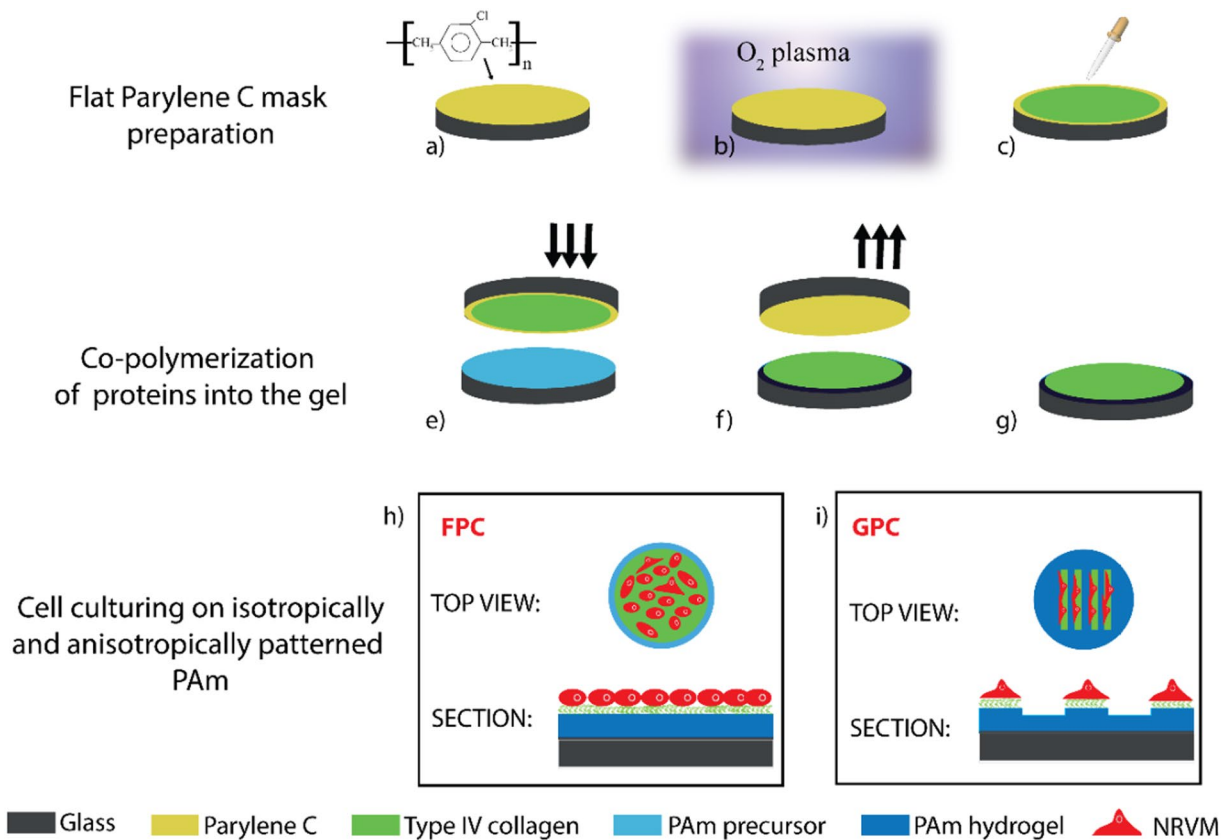 Cl
CH₂
CH₂
n
Flat Parylene C mask
preparation
a)
O₂ plasma
b)
c)
Co-polymerization
of proteins into the gel
e)
f)
g)
Cell culturing on isotropically
and anisotropically patterned
PAm
h)
FPC
TOP VIEW:
SECTION:
i)
GPC
TOP VIEW:
SECTION:
Glass
Parylene C
Type IV collagen
PAm precursor
PAm hydrogel
NRVM